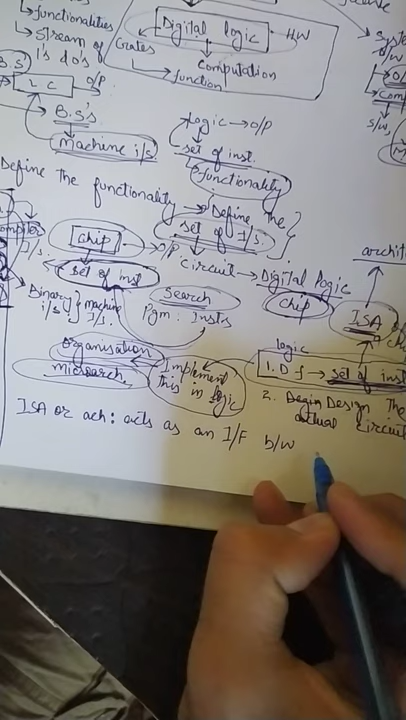 functionalities
Stream of
1's & 0's
Digital logic
H/W
Gates
Computation
function
B.S
I C
O/P
B.S's
Machine i/s
logic → O/P
set of inst.
functionality
Define the functionality → Define the
set of I/s.
chip → O/P
set of inst
circuit → Digital logic
chip
Binary i/s } machine I/s.
Search
Pgm: Instrs
archit
ISA
organisation
microarch.
Implement
this in logic
logic
1. D f → set of inst
2. Begin Design The
actual circuit
ISA or ach: acts as an I/F b/w